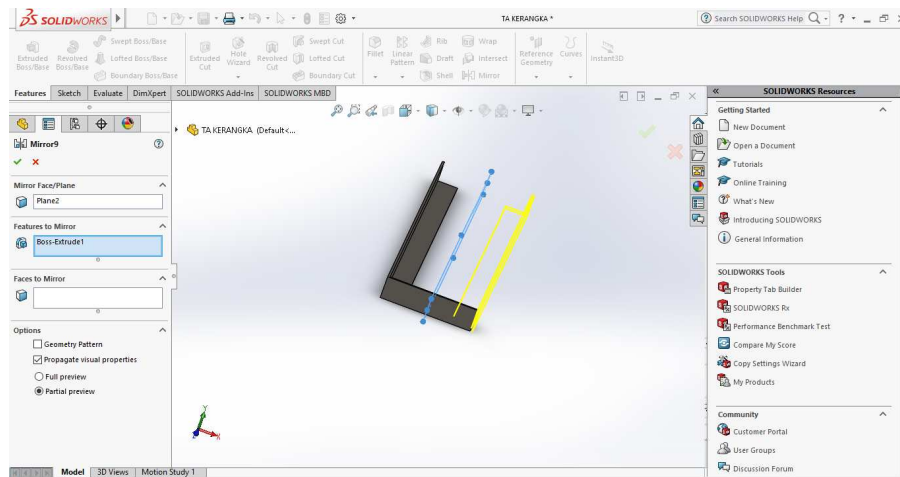 SOLIDWORKS
TA KERANGKA *
Search SOLIDWORKS Help
Extruded Boss/Base
Revolved Boss/Base
Swept Boss/Base
Lofted Boss/Base
Boundary Boss/Base
Extruded Cut
Hole Wizard
Revolved Cut
Swept Cut
Lofted Cut
Boundary Cut
Fillet
Linear Pattern
Rib
Draft
Shell
Wrap
Intersect
Mirror
Reference Geometry
Curves
Instant3D
Features
Sketch
Evaluate
DimXpert
SOLIDWORKS Add-Ins
SOLIDWORKS MBD
TA KERANGKA (Default<...
Mirror9
Mirror Face/Plane
Plane2
Features to Mirror
Boss-Extrude1
Faces to Mirror
Options
Geometry Pattern
Propagate visual properties
Full preview
Partial preview
Y
X
Z
Model
3D Views
Motion Study 1
SOLIDWORKS Resources
Getting Started
New Document
Open a Document
Tutorials
Online Training
What's New
Introducing SOLIDWORKS
General Information
SOLIDWORKS Tools
Property Tab Builder
SOLIDWORKS Rx
Performance Benchmark Test
Compare My Score
Copy Settings Wizard
My Products
Community
Customer Portal
User Groups
Discussion Forum